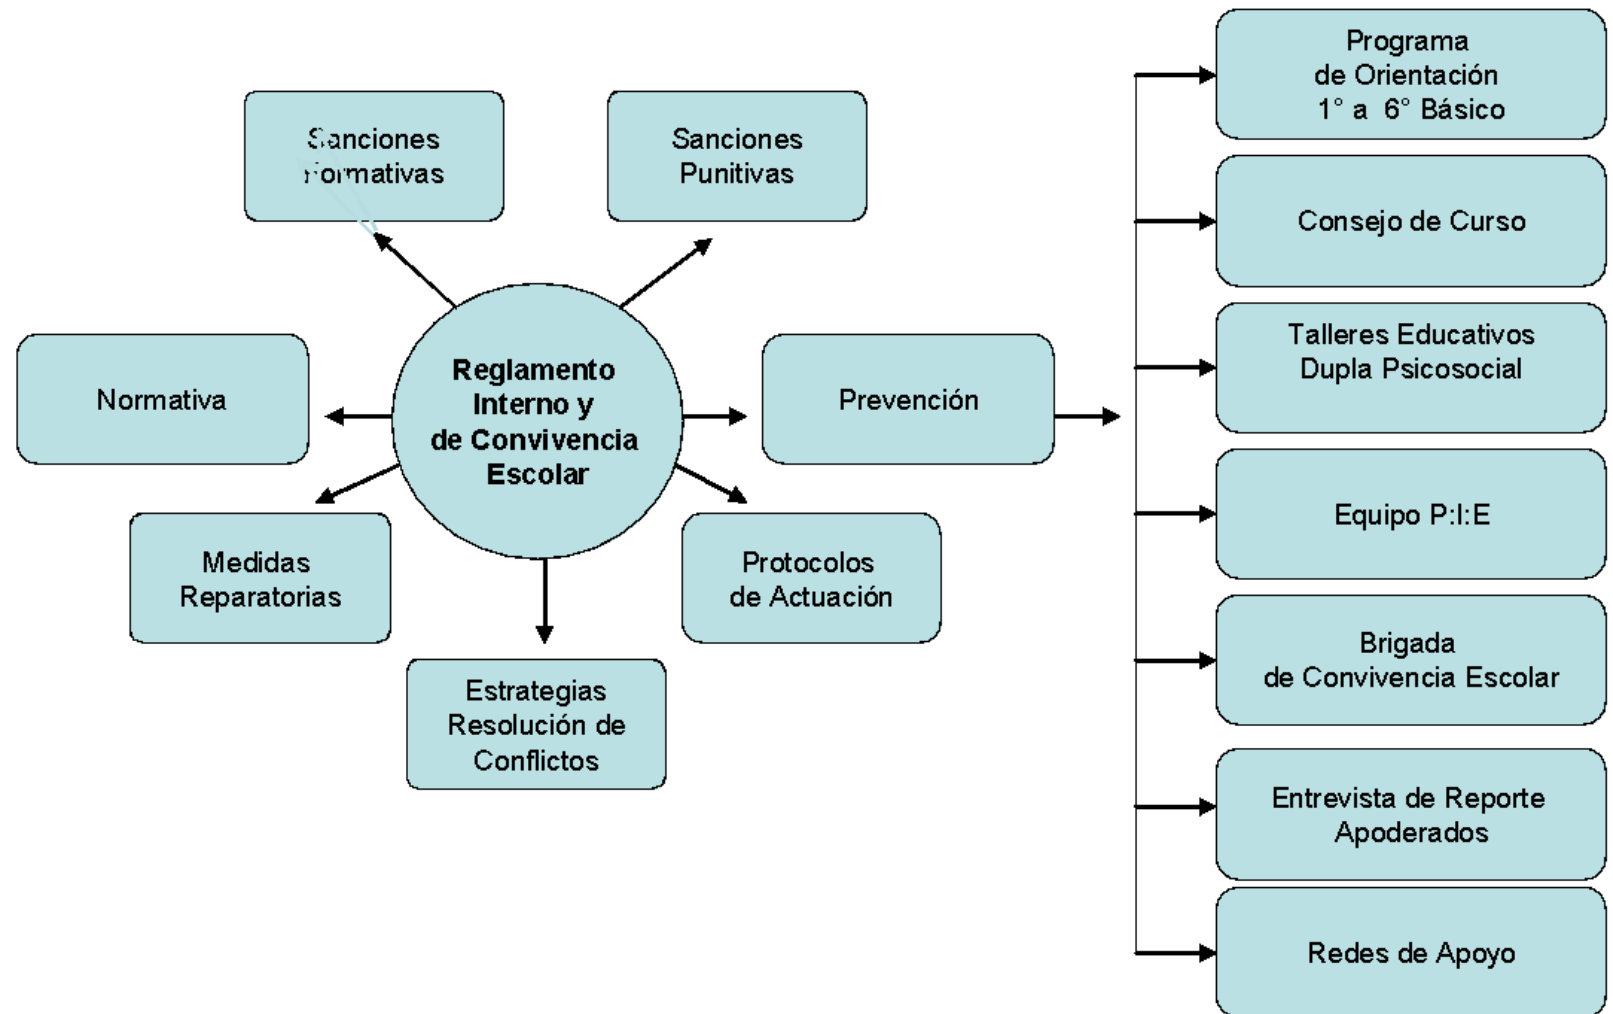 Programa
de Orientación
1° a 6° Básico
Sanciones
Formativas
Sanciones
Punitivas
Consejo de Curso
Talleres Educativos
Dupla Psicosocial
Normativa
Reglamento
Interno y
de Convivencia
Escolar
Prevención
Equipo P:I:E
Medidas
Reparatorias
Protocolos
de Actuación
Brigada
de Convivencia Escolar
Estrategias
Resolución de
Conflictos
Entrevista de Reporte
Apoderados
Redes de Apoyo